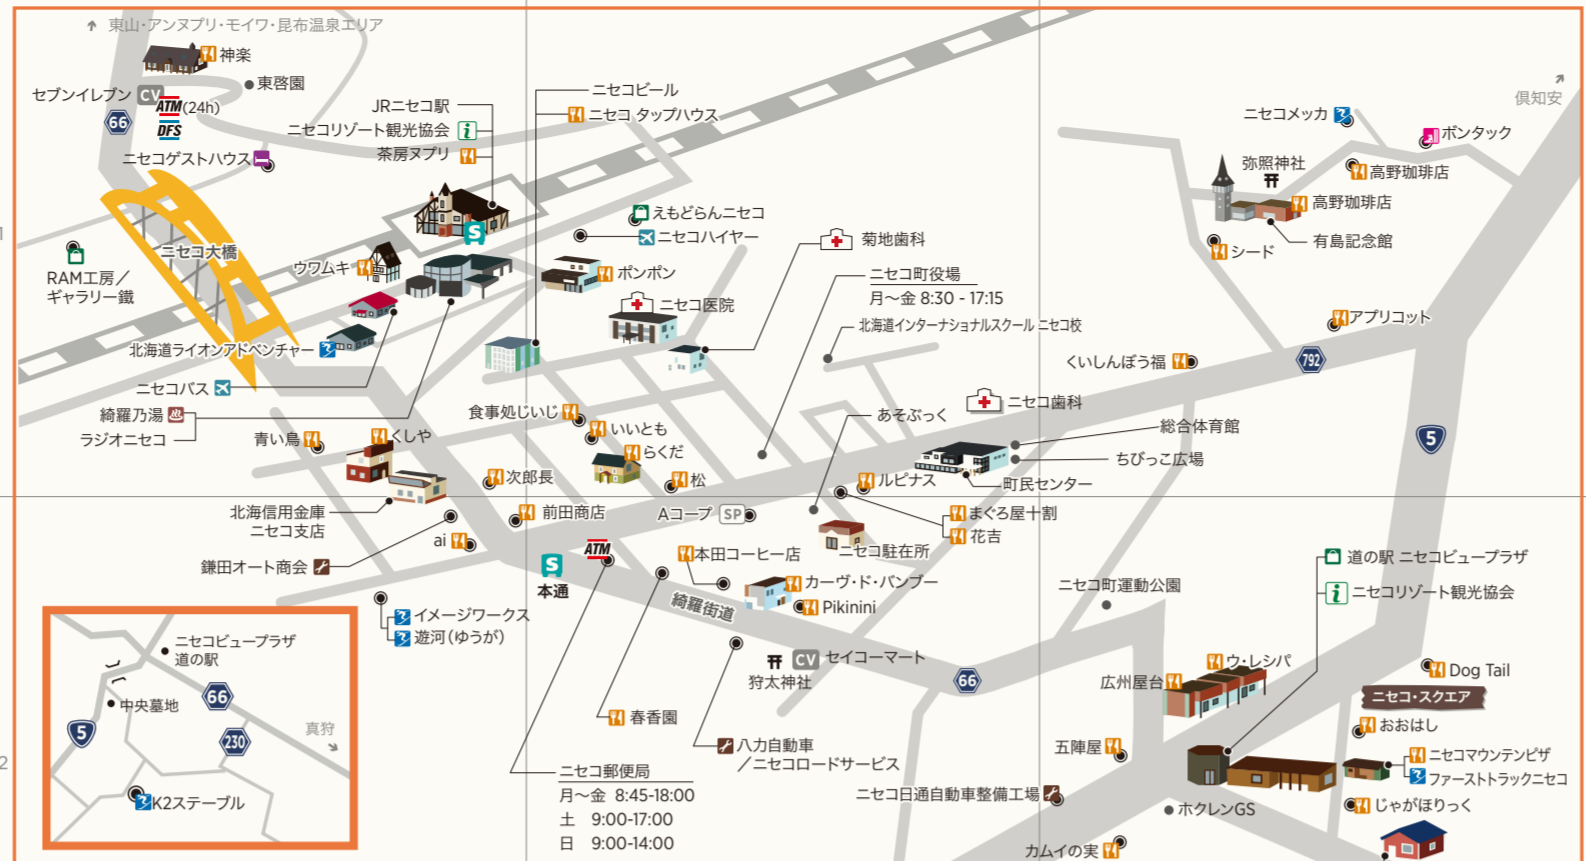 東山・アンヌプリ・モイワ・昆布温泉エリア
神楽
東啓園
セブンイレブン
CV
ATM (24h)
DFS
66
ニセコゲストハウス
JRニセコ駅
ニセコリゾート観光協会
i
茶房ヌプリ
ニセコビール
ニセコ タップハウス
S
えもどらんニセコ
ニセコハイヤー
1
ニセコ大橋
RAM工房／
ギャラリー鐵
ウワムキ
ポンポン
ニセコ医院
菊地歯科
ニセコ町役場
月～金 8:30 - 17:15
北海道インターナショナルスクール ニセコ校
北海道ライオンアドベンチャー
ニセコバス
綺羅乃湯
ラジオニセコ
倶知安
ニセコメッカ
ボンタック
弥照神社
高野珈琲店
高野珈琲店
有島記念館
シード
アプリコット
792
くいしんぼう福
5
ニセコ歯科
あそぶっく
総合体育館
ちびっこ広場
町民センター
食事処じいじ
いいとも
らくだ
青い鳥
くしや
次郎長
松
ルピナス
まぐろ屋十割
花吉
北海信用金庫
ニセコ支店
前田商店
Aコープ
SP
ai
鎌田オート商会
ニセコ駐在所
S
本通
ATM
本田コーヒー店
カーヴ・ド・バンブー
Pikinini
綺羅街道
イメージワークス
遊河（ゆうが）
狩太神社
CV
セイコーマート
66
ニセコ町運動公園
道の駅 ニセコビュープラザ
i
ニセコリゾート観光協会
春香園
八力自動車
／ニセコロードサービス
ニセコ郵便局
月～金 8:45-18:00
土 9:00-17:00
日 9:00-14:00
広州屋台
ウ・レシパ
Dog Tail
ニセコ・スクエア
おおはし
ニセコマウンテンピザ
ファーストトラックニセコ
じゃがほりっく
五陣屋
ニセコ日通自動車整備工場
ホクレンGS
カムイの実
2
ニセコビュープラザ
道の駅
中央墓地
66
5
230
真狩
K2ステーブル